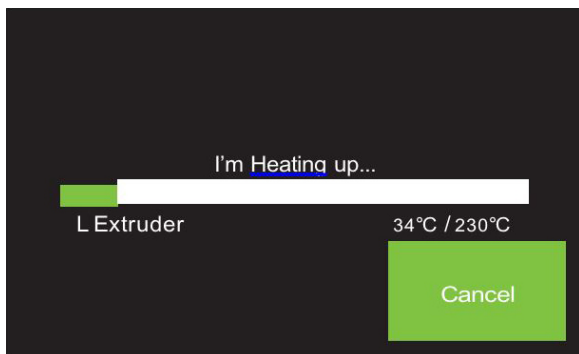 I'm Heating up...
L Extruder
34℃ / 230℃
Cancel